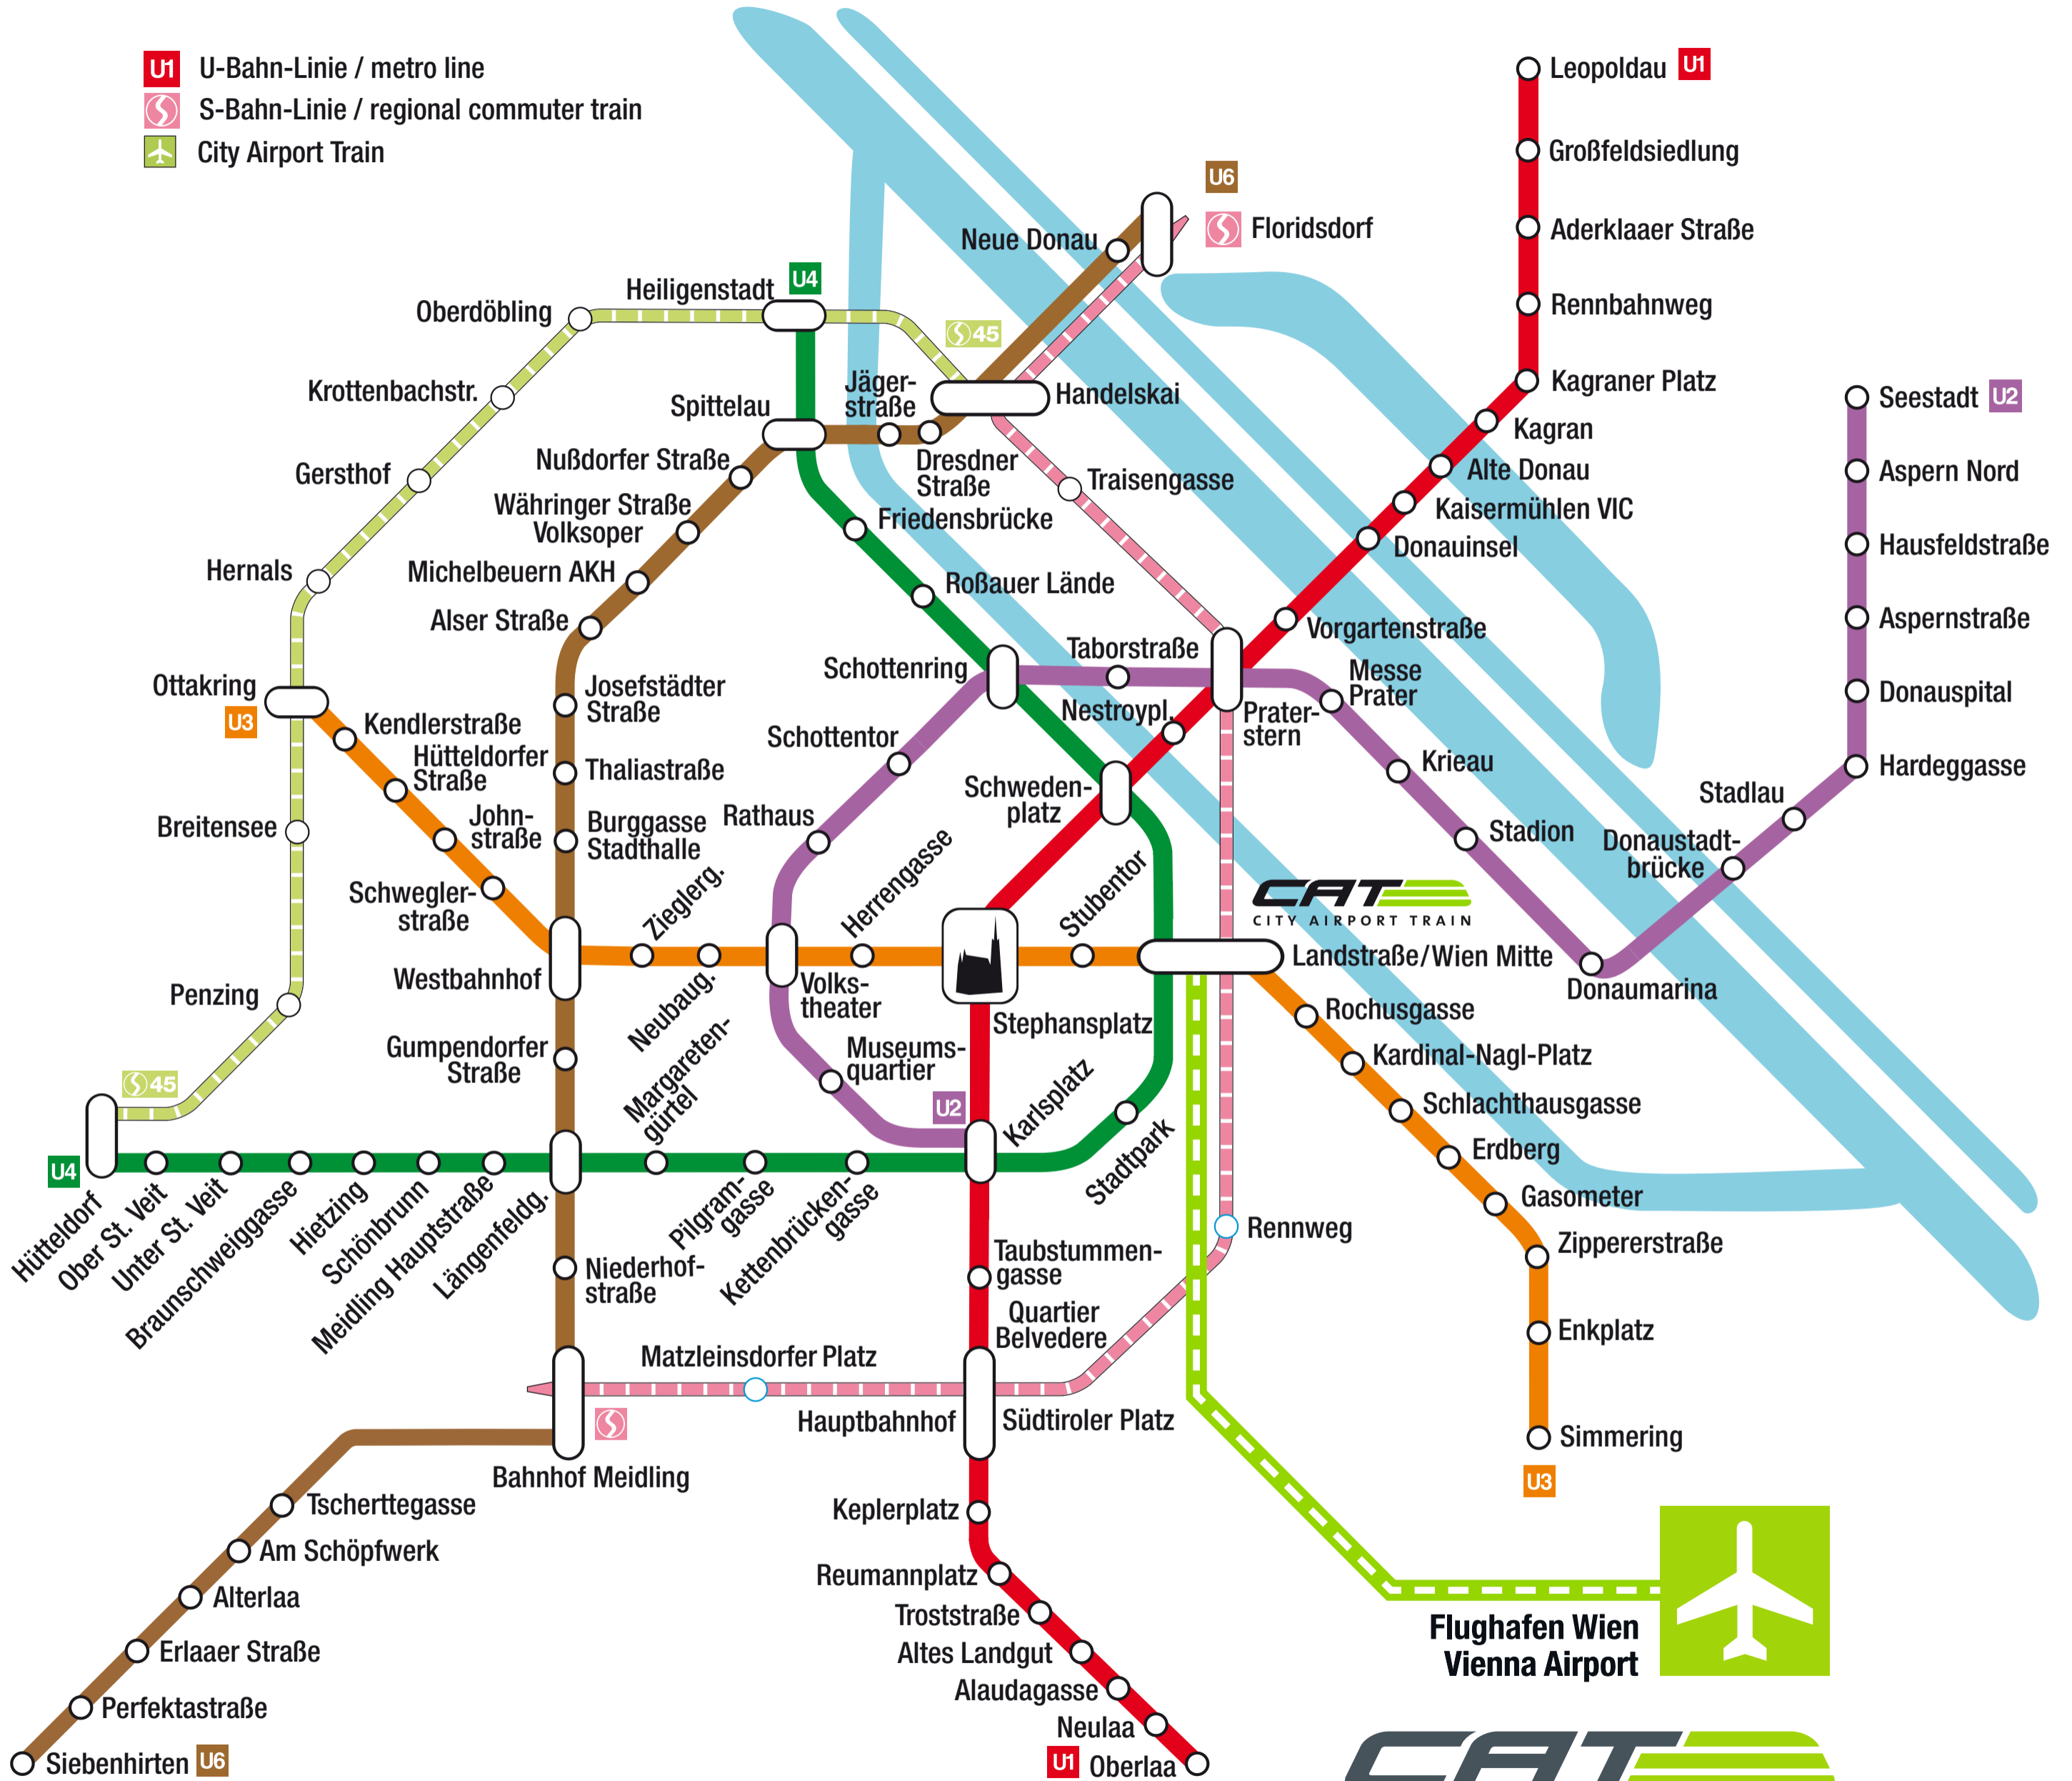 U1 U-Bahn-Linie / metro line
S-Bahn-Linie / regional commuter train
City Airport Train
Leopoldau U1
Großfeldsiedlung
Aderklaaer Straße
Rennbahnweg
Kagraner Platz
Kagran
Alte Donau
Kaisermühlen VIC
Donauinsel
Vorgartenstraße
U6
Floridsdorf
Neue Donau
U4
Heiligenstadt
Oberdöbling
45
Krottenbachstr.
Jäger-
straße
Handelskai
Spittelau
Dresdner
Straße
Traisengasse
Nußdorfer Straße
Gersthof
Währinger Straße
Volksoper
Friedensbrücke
Michelbeuern AKH
Hernals
Roßauer Lände
Alser Straße
Seestadt U2
Aspern Nord
Hausfeldstraße
Aspernstraße
Donauspital
Hardeggasse
Stadlau
Donaustadt-
brücke
Taborstraße
Schottenring
Messe
Prater
Prater-
stern
Nestroypl.
Krieau
Stadion
Donaumarina
Ottakring
U3
Kendlerstraße
Hütteldorfer
Straße
John-
straße
Schwegler-
straße
Josefstädter
Straße
Thaliastraße
Burggasse
Stadthalle
Schottentor
Rathaus
Schweden-
platz
Breitensee
Zieglerg.
Herrengasse
Stubentor
CAT
CITY AIRPORT TRAIN
Landstraße/Wien Mitte
Westbahnhof
Neubaug.
Volks-
theater
Stephansplatz
Rochusgasse
Kardinal-Nagl-Platz
Schlachthausgasse
Erdberg
Gasometer
Zippererstraße
Enkplatz
Simmering
U3
Penzing
45
Gumpendorfer
Straße
Margareten-
gürtel
Museums-
quartier
U2
Karlsplatz
Stadtpark
U4
Hütteldorf
Ober St. Veit
Unter St. Veit
Braunschweiggasse
Hietzing
Schönbrunn
Meidling Hauptstraße
Längenfeldg.
Pilgram-
gasse
Kettenbrücken-
gasse
Rennweg
Niederhof-
straße
Taubstummen-
gasse
Quartier
Belvedere
Matzleinsdorfer Platz
Hauptbahnhof
Südtiroler Platz
Bahnhof Meidling
Tscherttegasse
Am Schöpfwerk
Alterlaa
Erlaaer Straße
Perfektastraße
Siebenhirten U6
Keplerplatz
Reumannplatz
Troststraße
Altes Landgut
Alaudagasse
Neulaa
U1 Oberlaa
Flughafen Wien
Vienna Airport
CAT